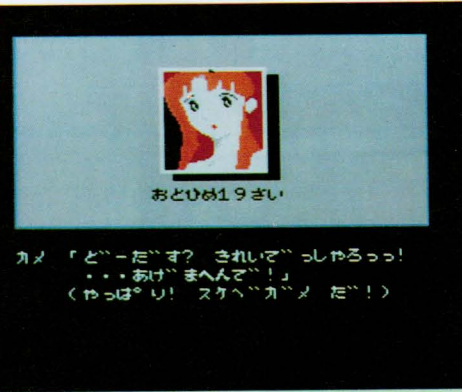 おとひめ19さい
カメ 「ど゛ーだ゛す? きれいで゛っしゃろっっ!
・・・あげ゛まへんで゛!」
(やっぱ゜り! スケベ゛ガ゛メ だ゛!)